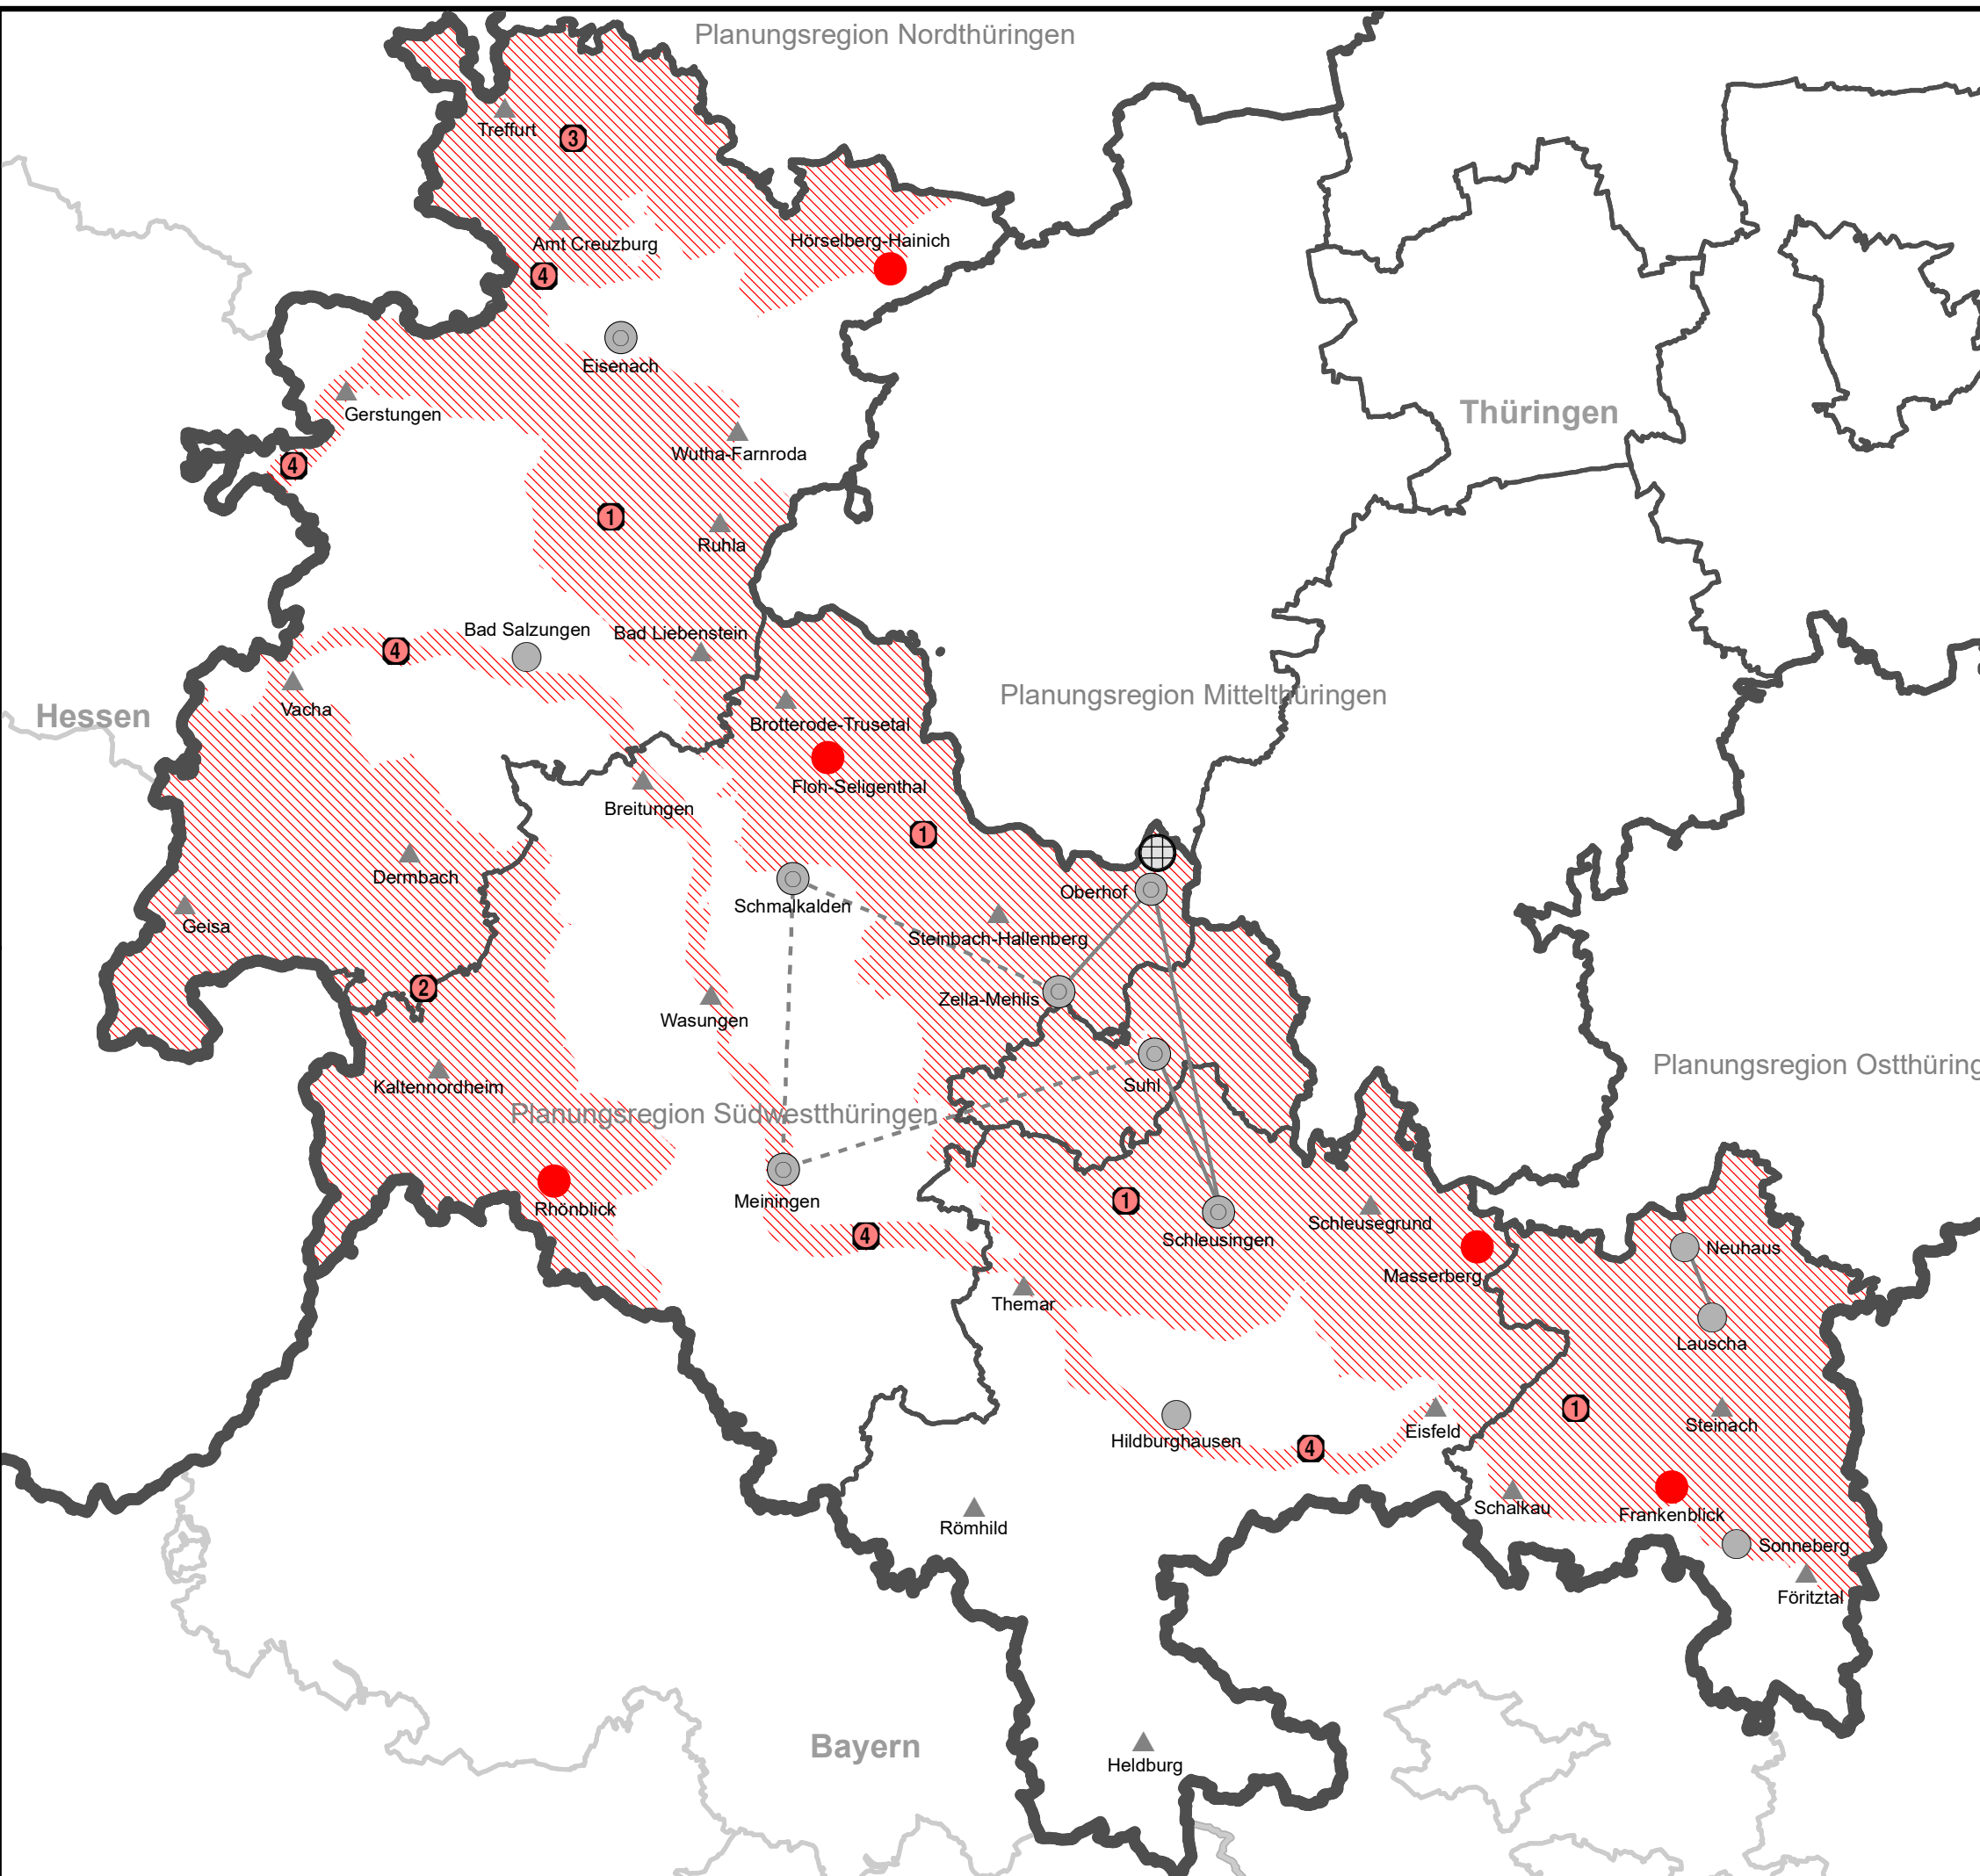 Planungsregion Nordthüringen
Treffurt
3
Amt Creuzburg
Hörselberg-Hainich
4
Eisenach
Gerstungen
Thüringen
Wutha-Farnroda
4
1
Ruhla
Bad Salzungen
Bad Liebenstein
4
Planungsregion Mittelthüringen
Vacha
Hessen
Brotterode-Trusetal
Floh-Seligenthal
Breitungen
1
Dermbach
Oberhof
Schmalkalden
Geisa
Steinbach-Hallenberg
2
Zella-Mehlis
Wasungen
Planungsregion Ostthüring
Kaltennordheim
Suhl
Planungsregion Südwestthüringen
Meiningen
1
Rhönblick
Schleusegrund
4
Schleusingen
Neuhaus
Masserberg
Themar
Lauscha
1
Steinach
Hildburghausen
Eisfeld
4
Schalkau
Frankenblick
Römhild
Sonneberg
Föritztal
Bayern
Heldburg